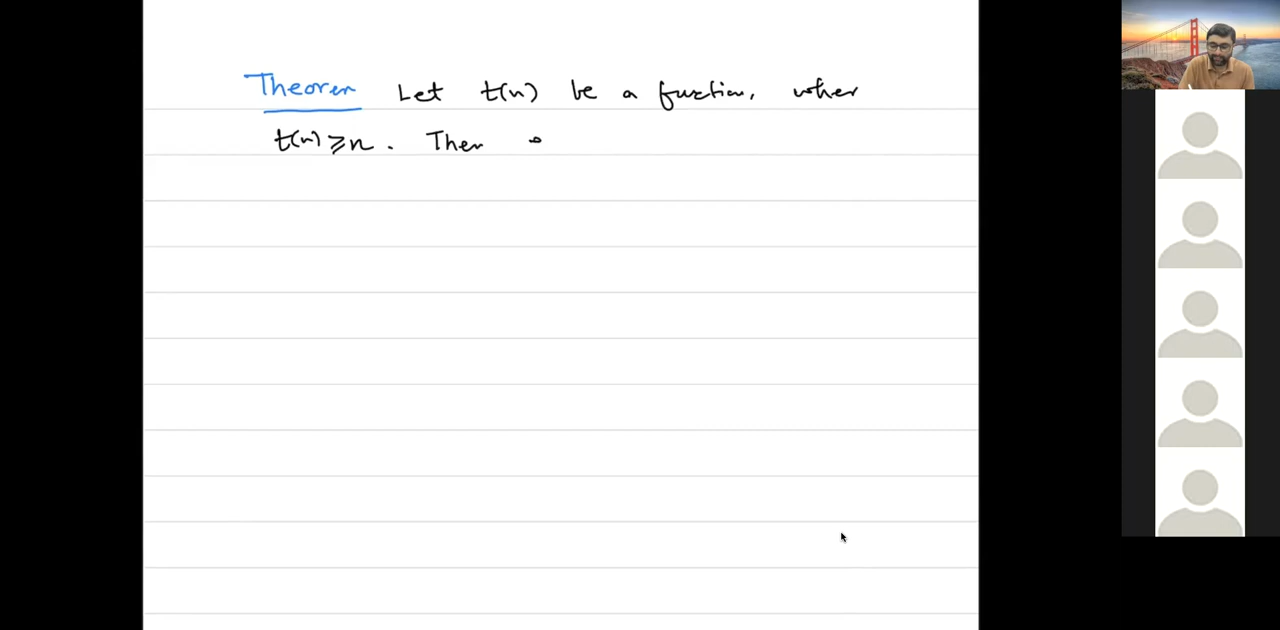 Theorem Let t(n) be a function, where
t(n) ≥ n. Then